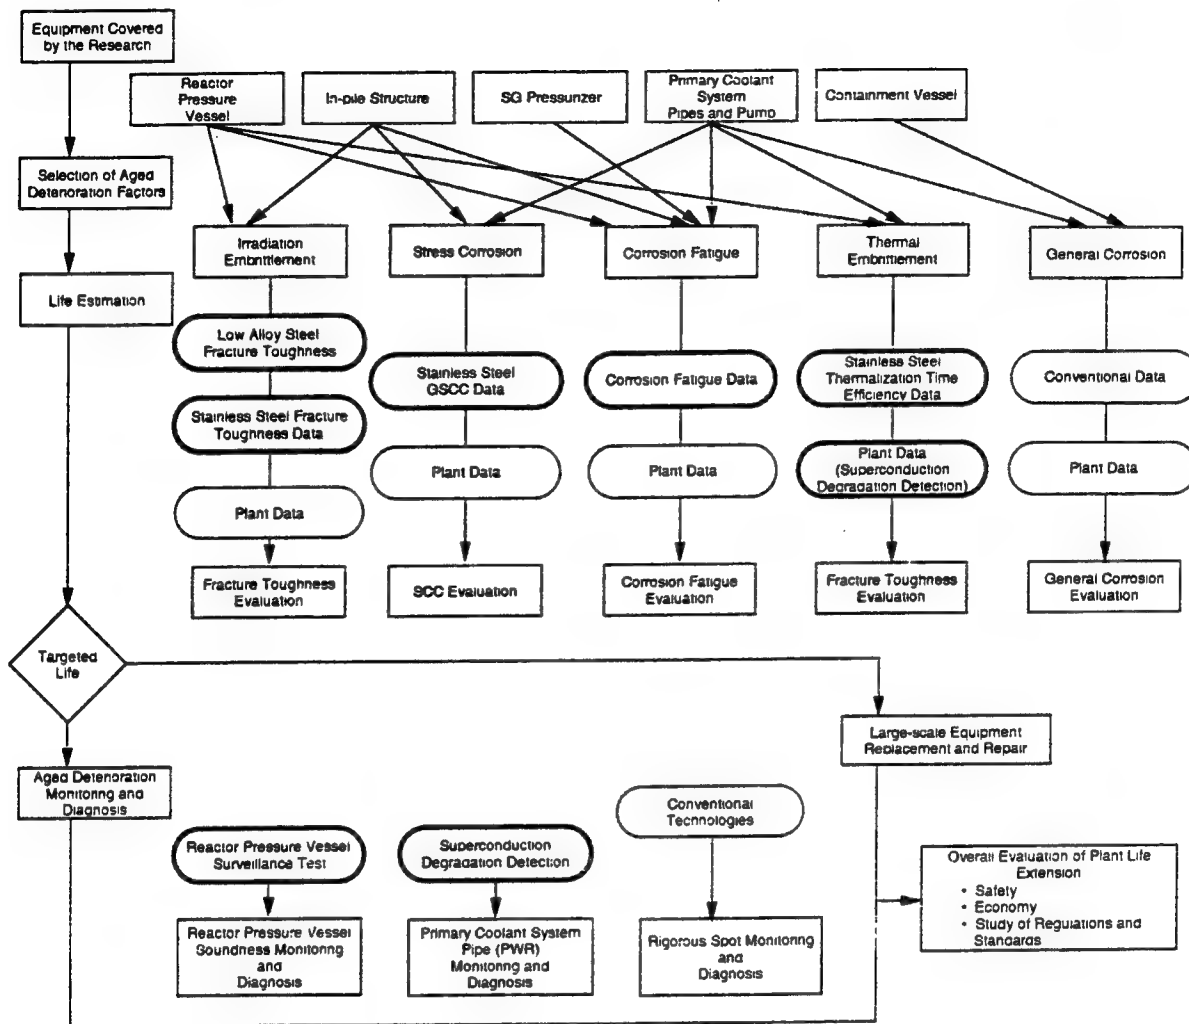 Equipment Covered
by the Research
Reactor
Pressure
Vessel
In-pile Structure
SG Pressunzer
Primary Coolant
System
Pipes and Pump
Containment Vessel
Selection of Aged
Deterioration Factors
Life Estimation
Irradiation
Embrittlement
Stress Corrosion
Corrosion Fatigue
Thermal
Embrittlement
General Corrosion
Low Alloy Steel
Fracture Toughness
Stainless Steel Fracture
Toughness Data
Plant Data
Fracture Toughness
Evaluation
Stainless Steel
GSCC Data
Plant Data
SCC Evaluation
Corrosion Fatigue Data
Plant Data
Corrosion Fatigue
Evaluation
Stainless Steel
Thermalization Time
Efficiency Data
Plant Data
(Superconduction
Degradation Detection)
Fracture Toughness
Evaluation
Conventional Data
Plant Data
General Corrosion
Evaluation
Targeted
Life
Large-scale Equipment
Replacement and Repair
Aged Deterioration
Monitoring and
Diagnosis
Reactor Pressure Vessel
Surveillance Test
Reactor Pressure Vessel
Soundness Monitoring
and
Diagnosis
Superconduction
Degradation Detection
Primary Coolant System
Pipe (PWR)
Monitoring and
Diagnosis
Conventional
Technologies
Rigorous Spot Monitoring
and
Diagnosis
Overall Evaluation of Plant Life
Extension
• Safety
• Economy
• Study of Regulations and
Standards